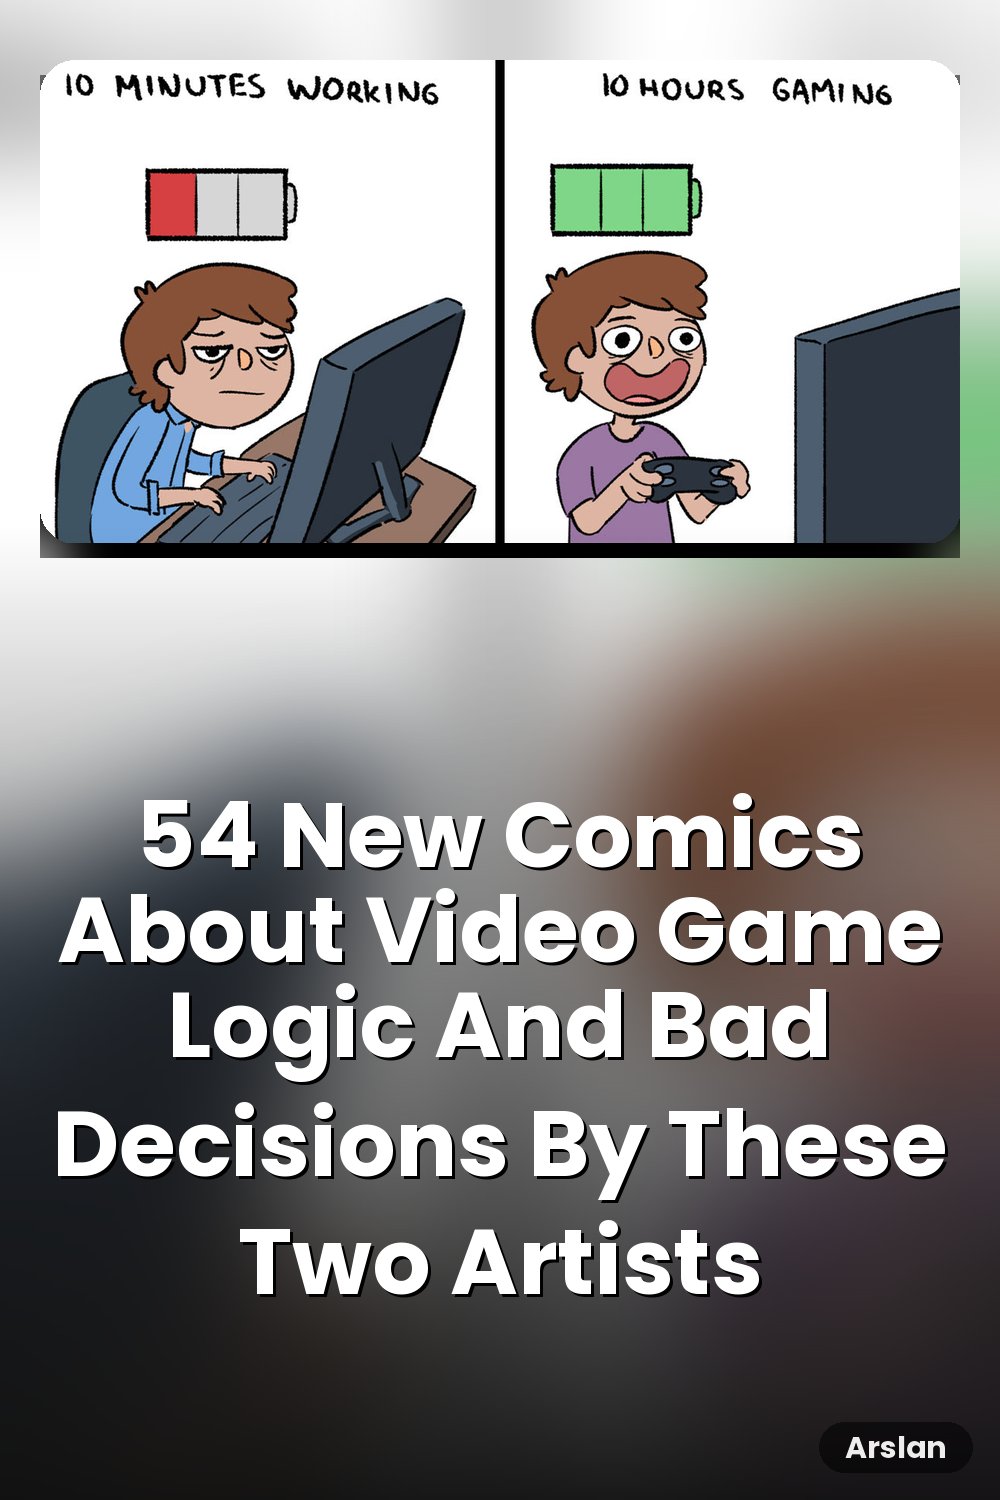 10 MINUTES WORKING
10 HOURS GAMING
54 New Comics
About Video Game
Logic And Bad
Decisions By These
Two Artists
Arslan